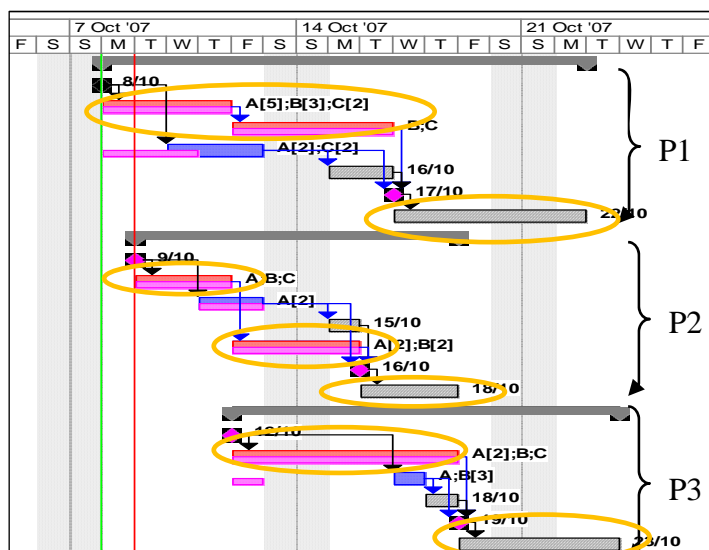 7 Oct '07 14 Oct '07 21 Oct '07
F S S M T W T F S S M T W T F S S M T W T F
8/10
A[5];B[3];C[2]
B;C
A[2];C[2]
16/10
17/10
22/10
P1
9/10
A;B;C
A[2]
15/10
A[2];B[2]
16/10
18/10
P2
12/10
A[2];B;C
A;B[3]
18/10
19/10
23/10
P3